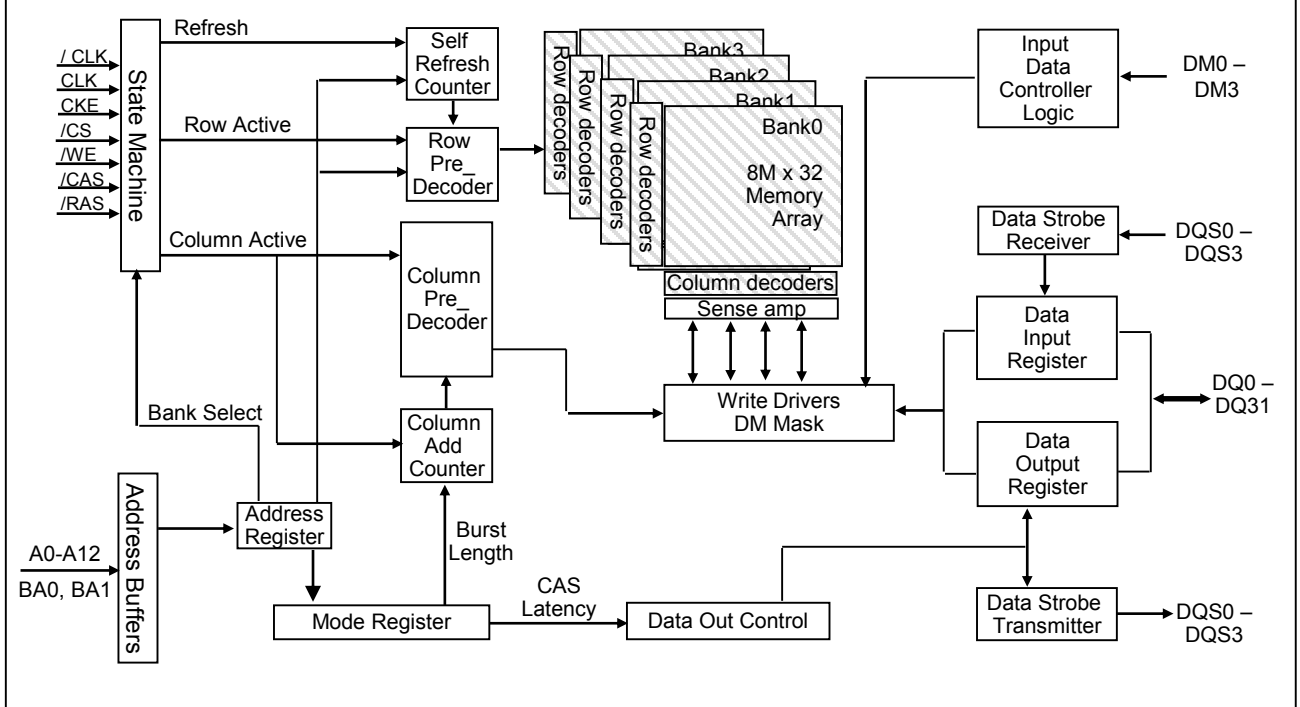 Refresh
Self
Refresh
Counter
/ CLK
CLK
CKE
/CS
/WE
/CAS
/RAS
State Machine
Row Active
Row
Pre_
Decoder
Row decoders
Row decoders
Row decoders
Row decoders
Bank3
Bank2
Bank1
Bank0
8M x 32
Memory
Array
Column decoders
Sense amp
Input
Data
Controller
Logic
DM0 –
DM3
Data Strobe
Receiver
DQS0 –
DQS3
Column Active
Column
Pre_
Decoder
Data
Input
Register
DQ0 –
DQ31
Write Drivers
DM Mask
Bank Select
Column
Add
Counter
Data
Output
Register
Address Buffers
A0-A12
BA0, BA1
Address
Register
Burst
Length
Mode Register
CAS
Latency
Data Out Control
Data Strobe
Transmitter
DQS0 –
DQS3